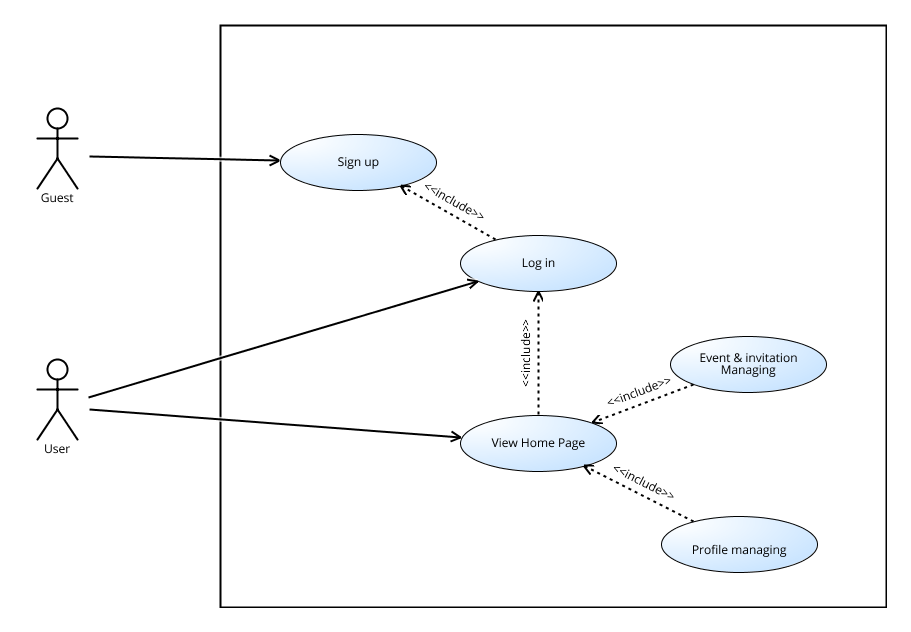 Sign up
Guest
<<include>>
Log in
<<include>>
Event & invitation
Managing
<<include>>
User
View Home Page
<<include>>
Profile managing